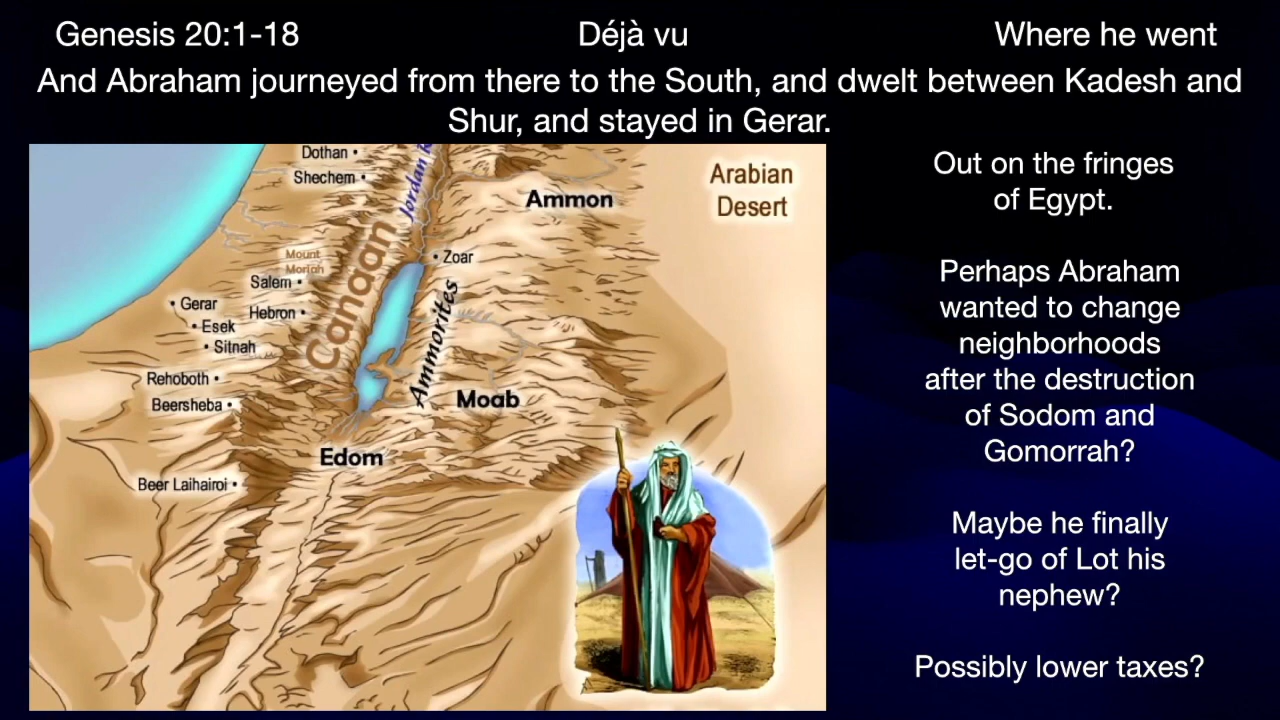 Genesis 20:1-18
Déjà vu
Where he went
And Abraham journeyed from there to the South, and dwelt between Kadesh and
Shur, and stayed in Gerar.
Dothan
Shechem
Jordan
Ammon
Arabian
Desert
Canaan
Mount
Moriah
Zoar
Salem
Gerar
Hebron
Esek
Sitnah
Ammorites
Rehoboth
Beersheba
Moab
Edom
Beer Laihairoi
Out on the fringes
of Egypt.
Perhaps Abraham
wanted to change
neighborhoods
after the destruction
of Sodom and
Gomorrah?
Maybe he finally
let-go of Lot his
nephew?
Possibly lower taxes?